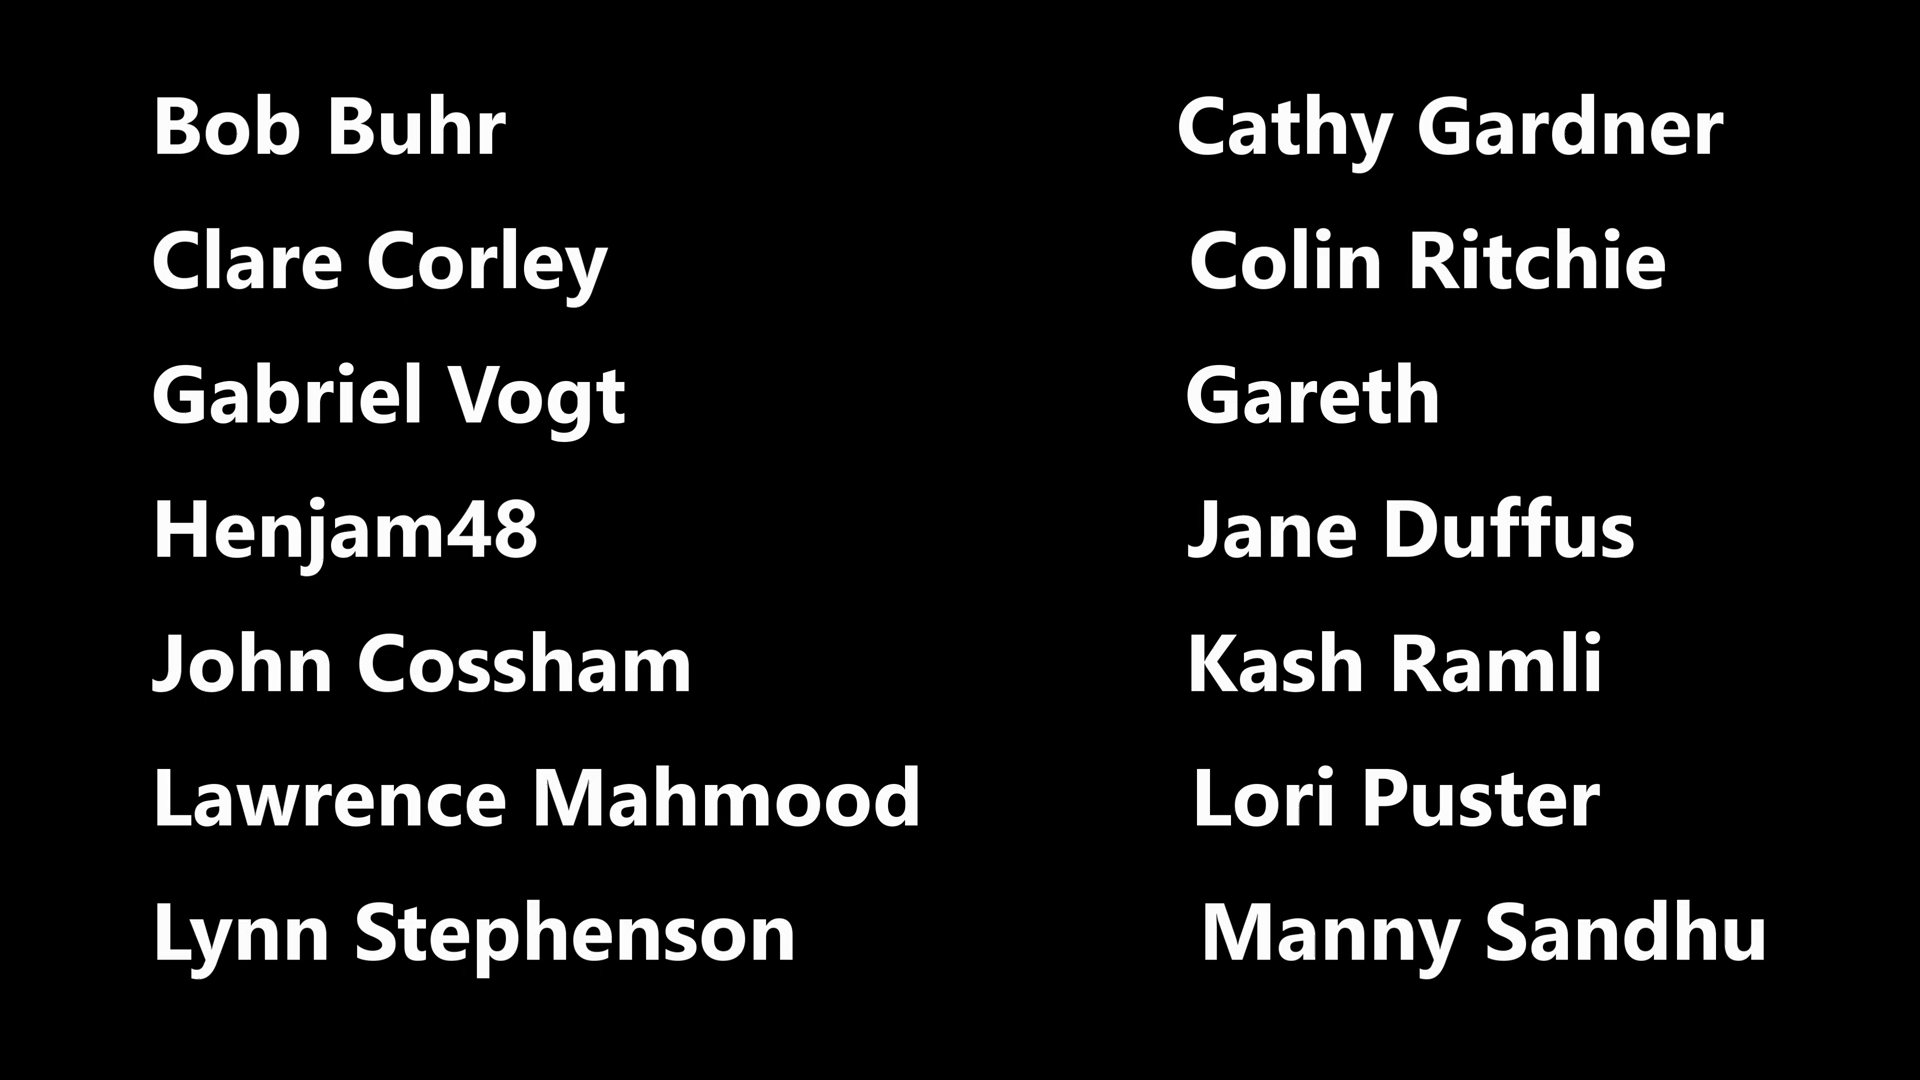 Bob Buhr
Cathy Gardner
Clare Corley
Colin Ritchie
Gabriel Vogt
Gareth
Henjam48
Jane Duffus
John Cossham
Kash Ramli
Lawrence Mahmood
Lori Puster
Lynn Stephenson
Manny Sandhu